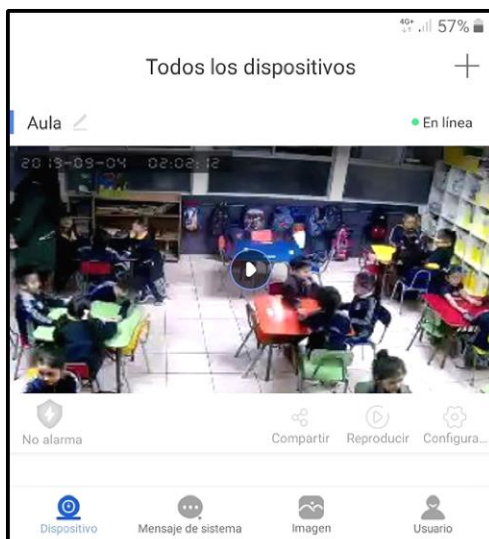 4G+ 57%
Todos los dispositivos
Aula
En línea
2019-09-04 02:02:12
No alarma
Compartir Reproducir Configura...
Dispositivo Mensaje de sistema Imagen Usuario